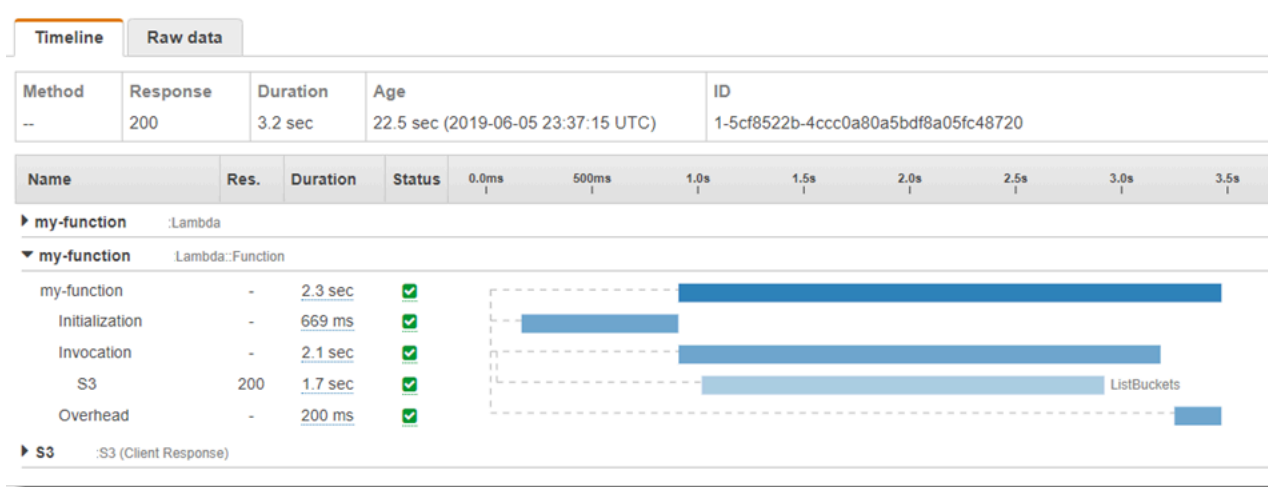 Timeline Raw data
Method Response Duration Age ID
-- 200 3.2 sec 22.5 sec (2019-06-05 23:37:15 UTC) 1-5cf8522b-4ccc0a80a5bdf8a05fc48720
Name Res. Duration Status 0.0ms 500ms 1.0s 1.5s 2.0s 2.5s 3.0s 3.5s
my-function :Lambda
my-function :Lambda::Function
my-function - 2.3 sec
Initialization - 669 ms
Invocation - 2.1 sec
S3 200 1.7 sec ListBuckets
Overhead - 200 ms
S3 :S3 (Client Response)